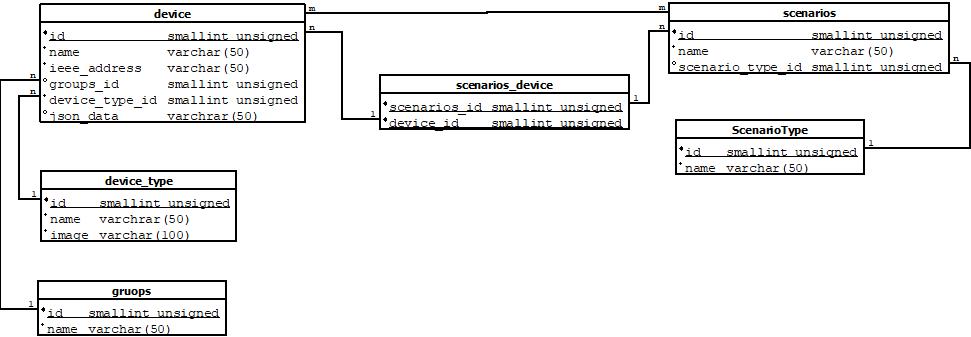 device
id smallint unsigned
name varchar(50)
ieee_address varchar(50)
groups_id smallint unsigned
device_type_id smallint unsigned
json_data varchrar(50)
m
n
n
n
m
n
scenarios
id smallint unsigned
name varchar(50)
scenario_type_id smallint unsigned
n
scenarios_device
scenarios_id smallint unsigned
device_id smallint unsigned
1
1
ScenarioType
id smallint unsigned
name varchar(50)
1
device_type
id smallint unsigned
name varchrar(50)
image varchar(100)
1
gruops
id smallint unsigned
name varchar(50)
1